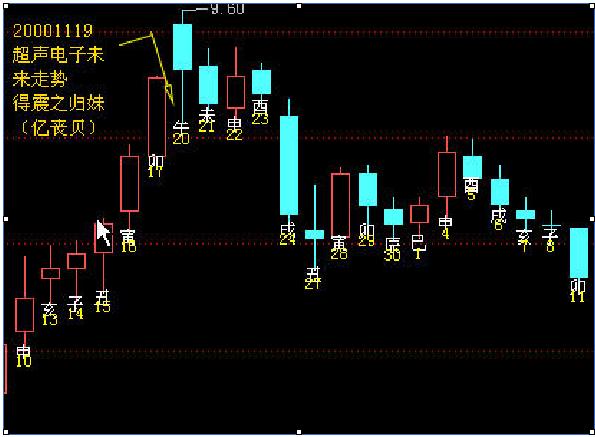 9.60
20001119
超声电子未
来走势
得震之归妹
（亿丧贝）
申
10
亥
13
子
14
丑
15
寅
16
卯
17
午
20
未
21
申
22
酉
23
戌
24
丑
27
寅
28
卯
29
辰
30
巳
1
申
4
酉
5
戌
6
亥
7
子
8
卯
11